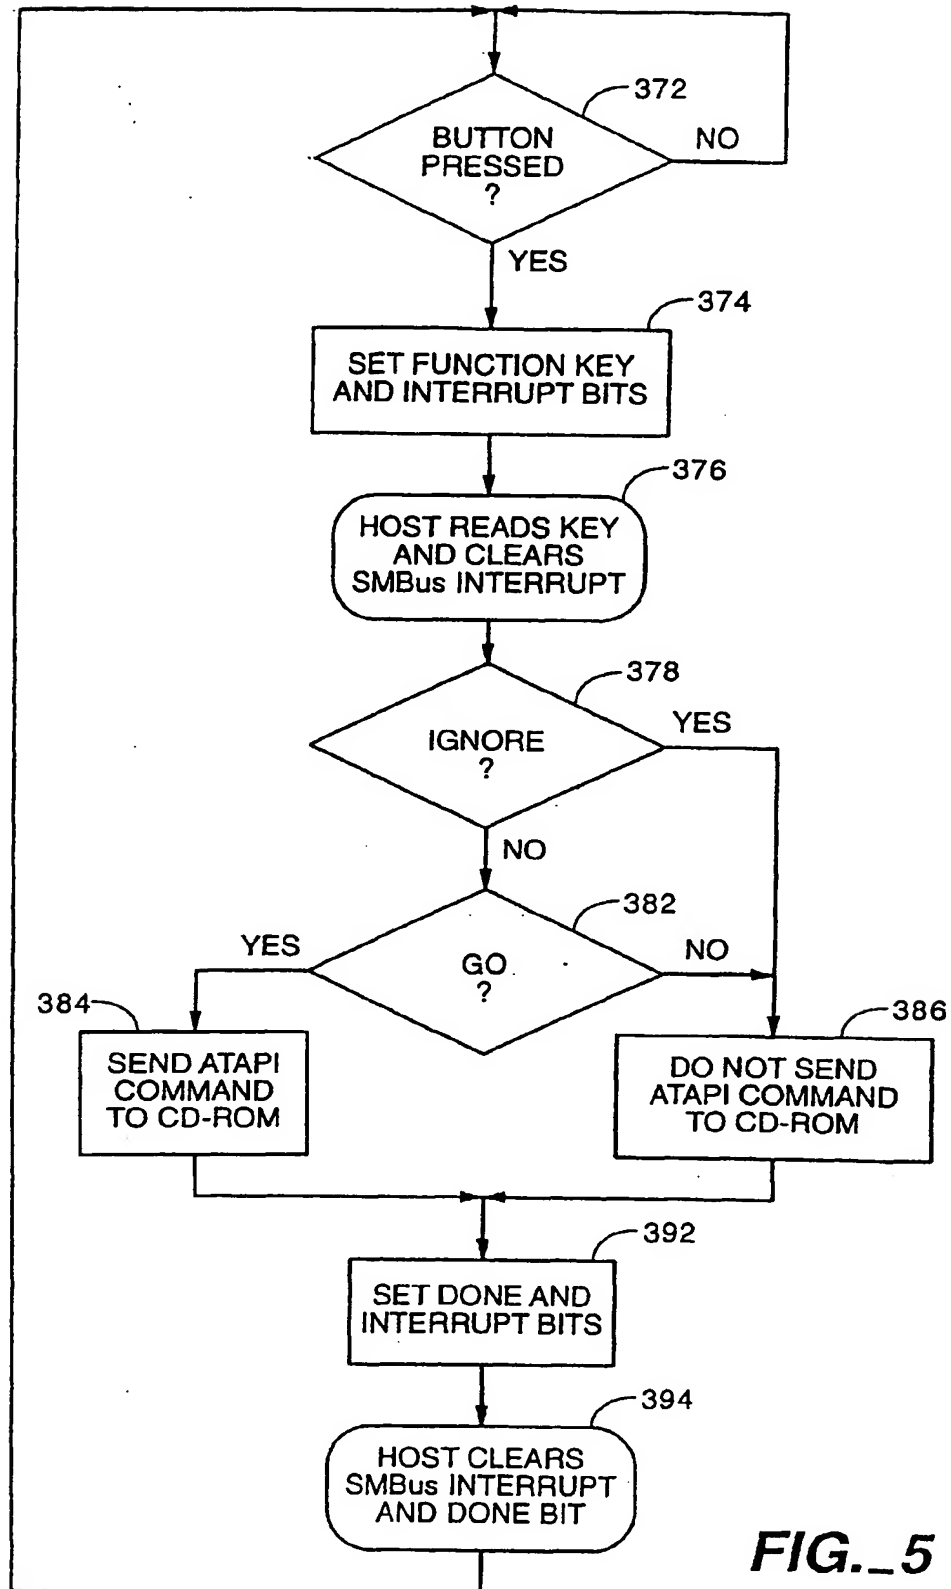 372
BUTTON
PRESSED
?
NO
YES
374
SET FUNCTION KEY
AND INTERRUPT BITS
376
HOST READS KEY
AND CLEARS
SMBus INTERRUPT
378
IGNORE
?
YES
NO
382
GO
?
YES
NO
384
SEND ATAPI
COMMAND
TO CD-ROM
386
DO NOT SEND
ATAPI COMMAND
TO CD-ROM
392
SET DONE AND
INTERRUPT BITS
394
HOST CLEARS
SMBus INTERRUPT
AND DONE BIT
FIG._5